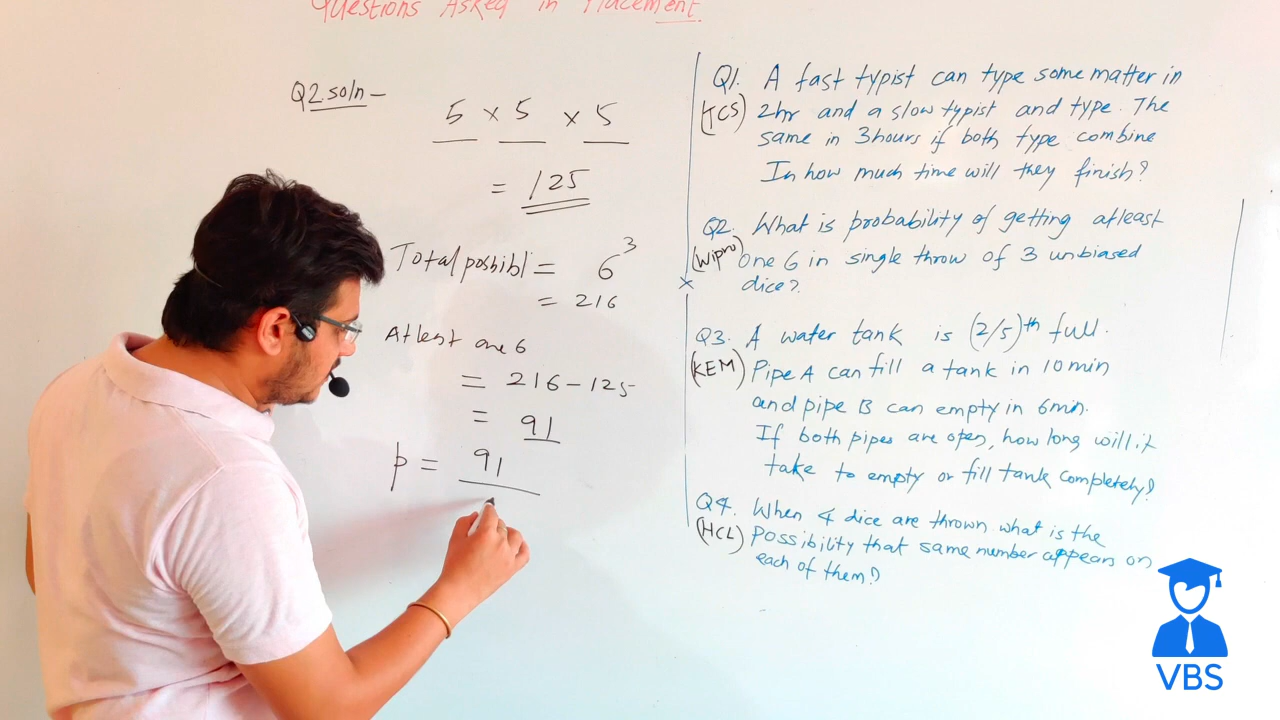 Questions Asked in Placement
Q2 soln -
5 × 5 × 5
= 125
Total posbibl = 6³
= 216
Atlest one 6
= 216 - 125
= 91
p = 91
Q1. A fast typist can type some matter in
(TCS) 2hr and a slow typist and type. The
same in 3hours if both type combine
In how much time will they finish?
Q2. What is probability of getting atleast
(Wipro) one 6 in single throw of 3 unbiased
× dice?
Q3. A water tank is (2/5)th full.
(KEM) Pipe A can fill a tank in 10 min
and pipe B can empty in 6 min.
If both pipes are open, how long will it
take to empty or fill tank completely?
Q4. When 4 dice are thrown what is the
(HCL) possibility that same number appears on
each of them?
VBS